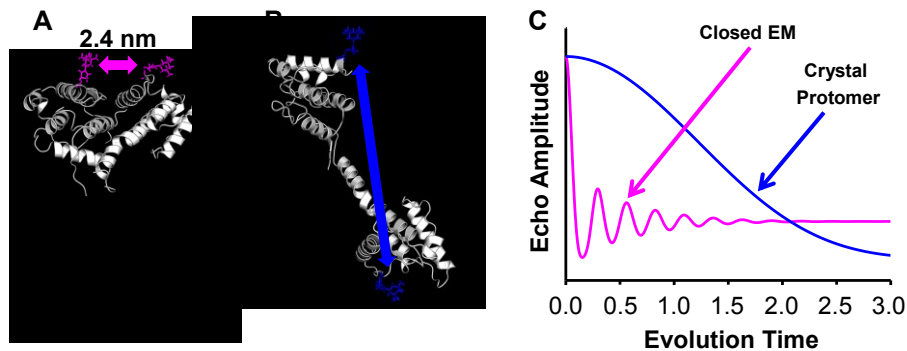 A
2.4 nm
B
C
Closed EM
Crystal
Protomer
Echo Amplitude
0.0 0.5 1.0 1.5 2.0 2.5 3.0
Evolution Time